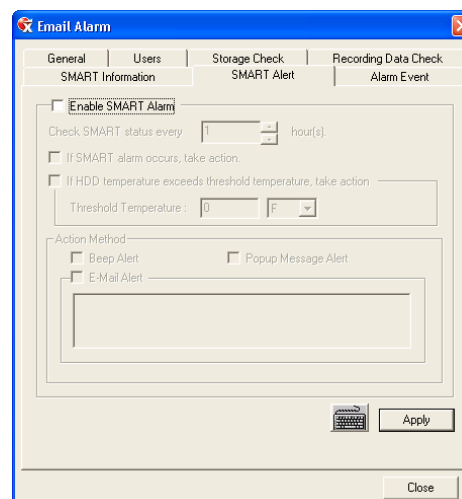 Email Alarm
General Users Storage Check Recording Data Check
SMART Information SMART Alert Alarm Event
Enable SMART Alarm
Check SMART status every 1 hour(s).
If SMART alarm occurs, take action.
If HDD temperature exceeds threshold temperature, take action
Threshold Temperature : 0 F
Action Method
Beep Alert Popup Message Alert
E-Mail Alert
Apply
Close